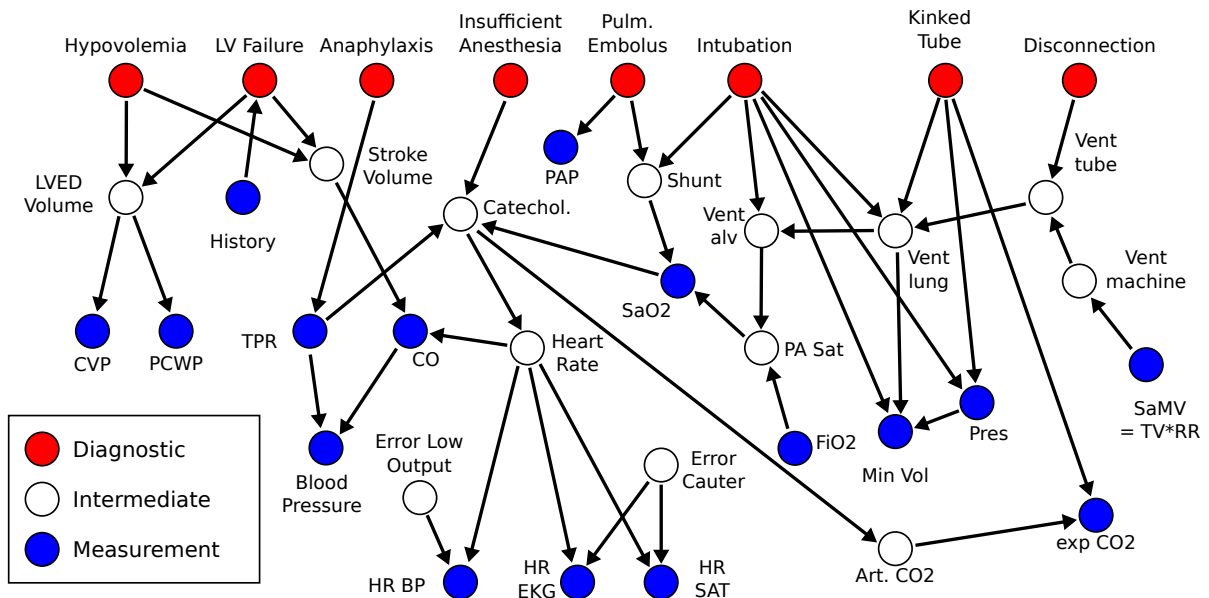 Hypovolemia
LV Failure
Anaphylaxis
Insufficient
Anesthesia
Pulm.
Embolus
Intubation
Kinked
Tube
Disconnection
LVED
Volume
History
Stroke
Volume
Catechol.
PAP
Shunt
Vent
alv
Vent
lung
Vent
tube
Vent
machine
CVP
PCWP
TPR
CO
Heart
Rate
SaO2
PA Sat
FiO2
Min Vol
Pres
SaMV
= TV*RR
Blood
Pressure
Error Low
Output
Error
Cauter
HR BP
HR
EKG
HR
SAT
Art. CO2
exp CO2
Diagnostic
Intermediate
Measurement